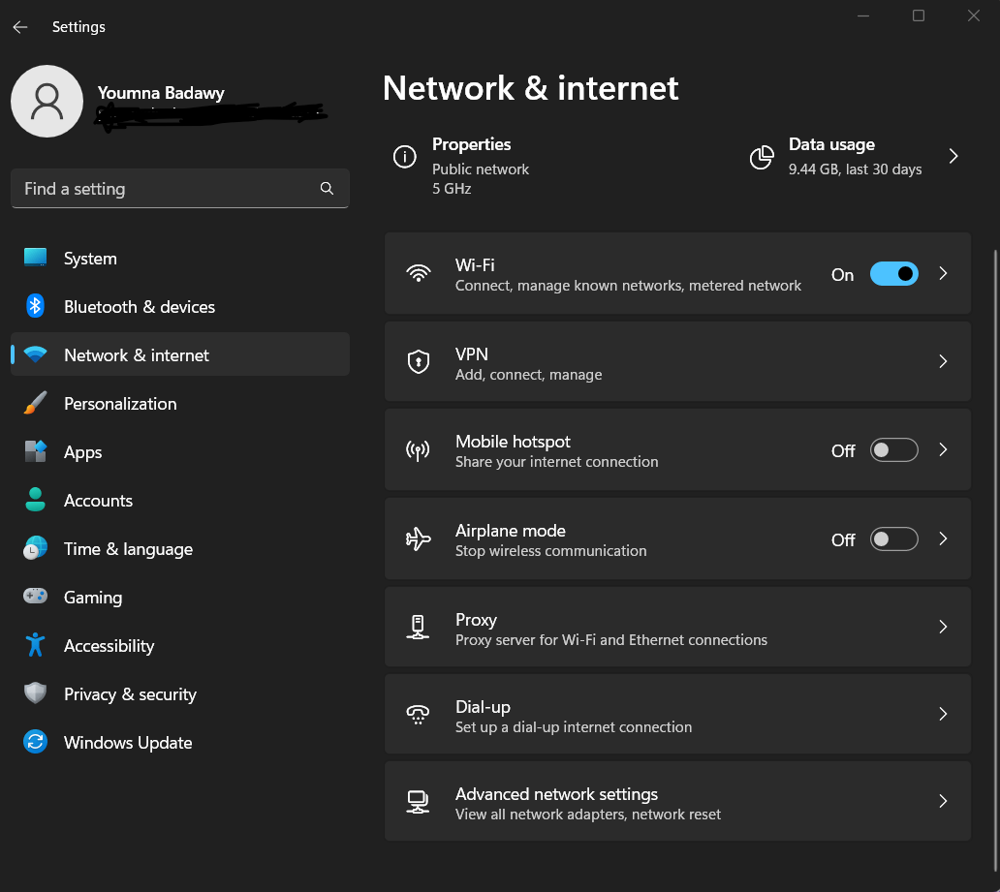 Settings
Youmna Badawy
Find a setting
System
Bluetooth & devices
Network & internet
Personalization
Apps
Accounts
Time & language
Gaming
Accessibility
Privacy & security
Windows Update
Network & internet
Properties
Public network
5 GHz
Data usage
9.44 GB, last 30 days
Wi-Fi
Connect, manage known networks, metered network
On
VPN
Add, connect, manage
Mobile hotspot
Share your internet connection
Off
Airplane mode
Stop wireless communication
Off
Proxy
Proxy server for Wi-Fi and Ethernet connections
Dial-up
Set up a dial-up internet connection
Advanced network settings
View all network adapters, network reset